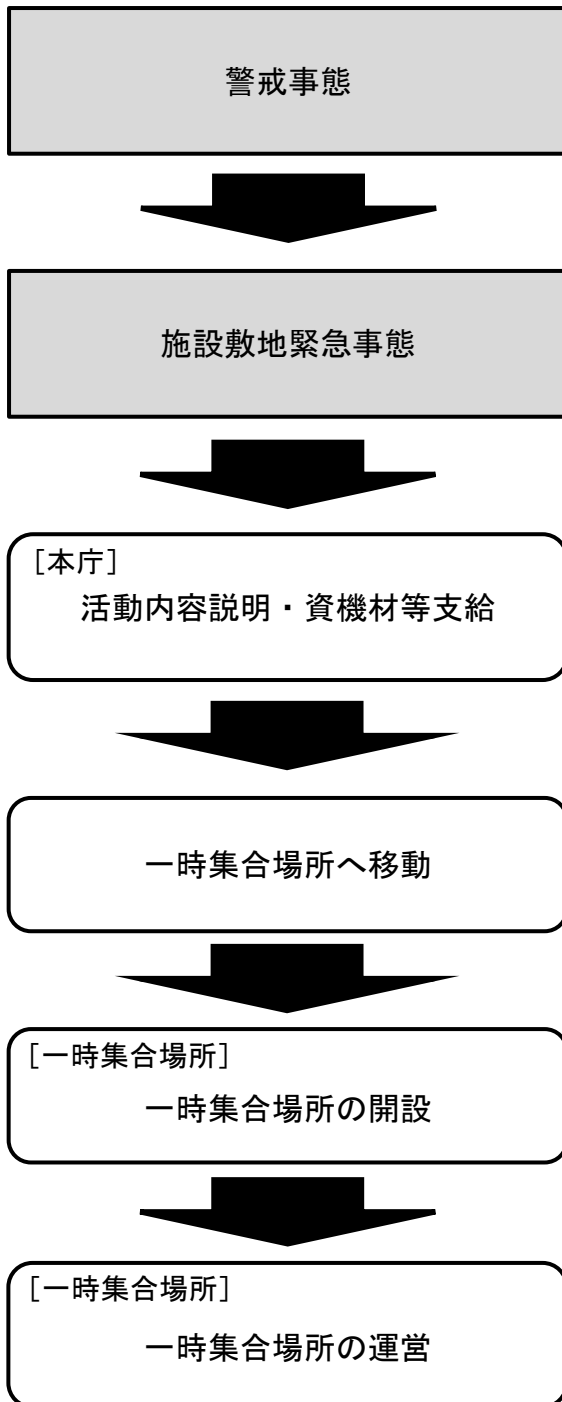 警戒事態
施設敷地緊急事態
［本庁］
活動内容説明・資機材等支給
一時集合場所へ移動
［一時集合場所］
一時集合場所の開設
［一時集合場所］
一時集合場所の運営